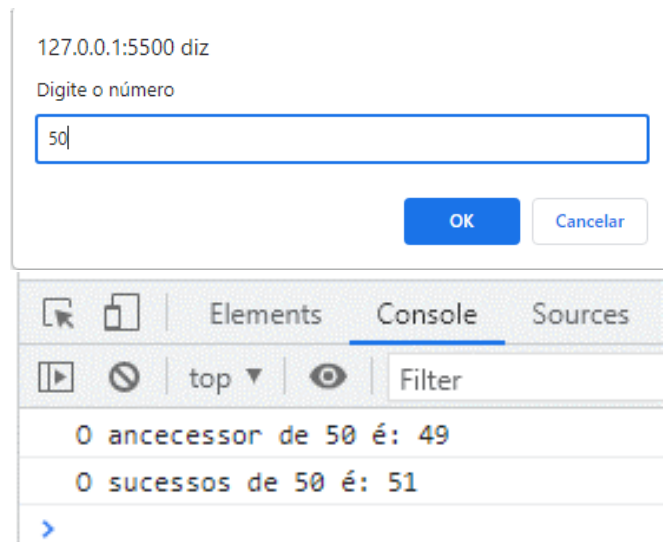 127.0.0.1:5500 diz
Digite o número
50
OK Cancelar
Elements Console Sources
top Filter
O ancecessor de 50 é: 49
O sucessos de 50 é: 51